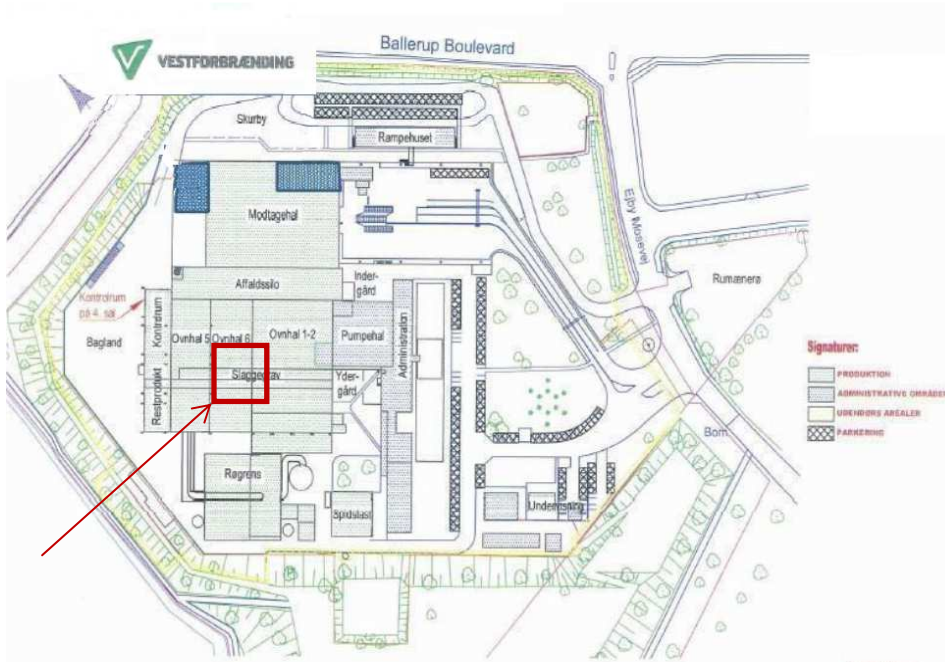 VESTFORBRÆNDING
Ballerup Boulevard
Skurby
Rampehuset
Modtagehal
Ejby Mosevej
Affaldssilo
Inder-
gård
Rumænerø
Kontrolrum
på 4. sal
Bagland
Kontrolrum
Ovnhal 5
Ovnhal 6
Ovnhal 1-2
Pumpehal
Administration
Slaggegrav
Yder-
gård
Restprodukt
Røgrens
Spidslast
Undervisning
Bom
Signaturer:
PRODUKTION
ADMINISTRATIVE OMRÅDER
UDENDØRS AREALER
PARKERING